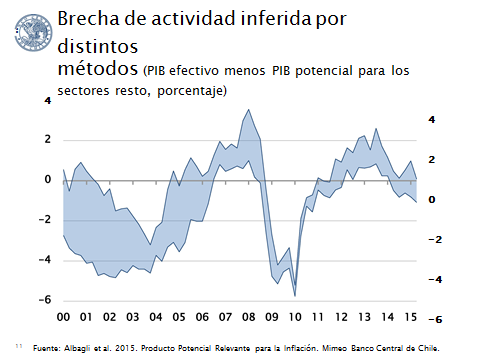 Brecha de actividad inferida por
distintos
métodos (PIB efectivo menos PIB potencial para los
sectores resto, porcentaje)
4 4
2 2
0 0
−2 −2
−4 −4
−6 −6
00 01 02 03 04 05 06 07 08 09 10 11 12 13 14 15
11 Fuente: Albagli et al. 2015. Producto Potencial Relevante para la Inflación. Mimeo Banco Central de Chile.